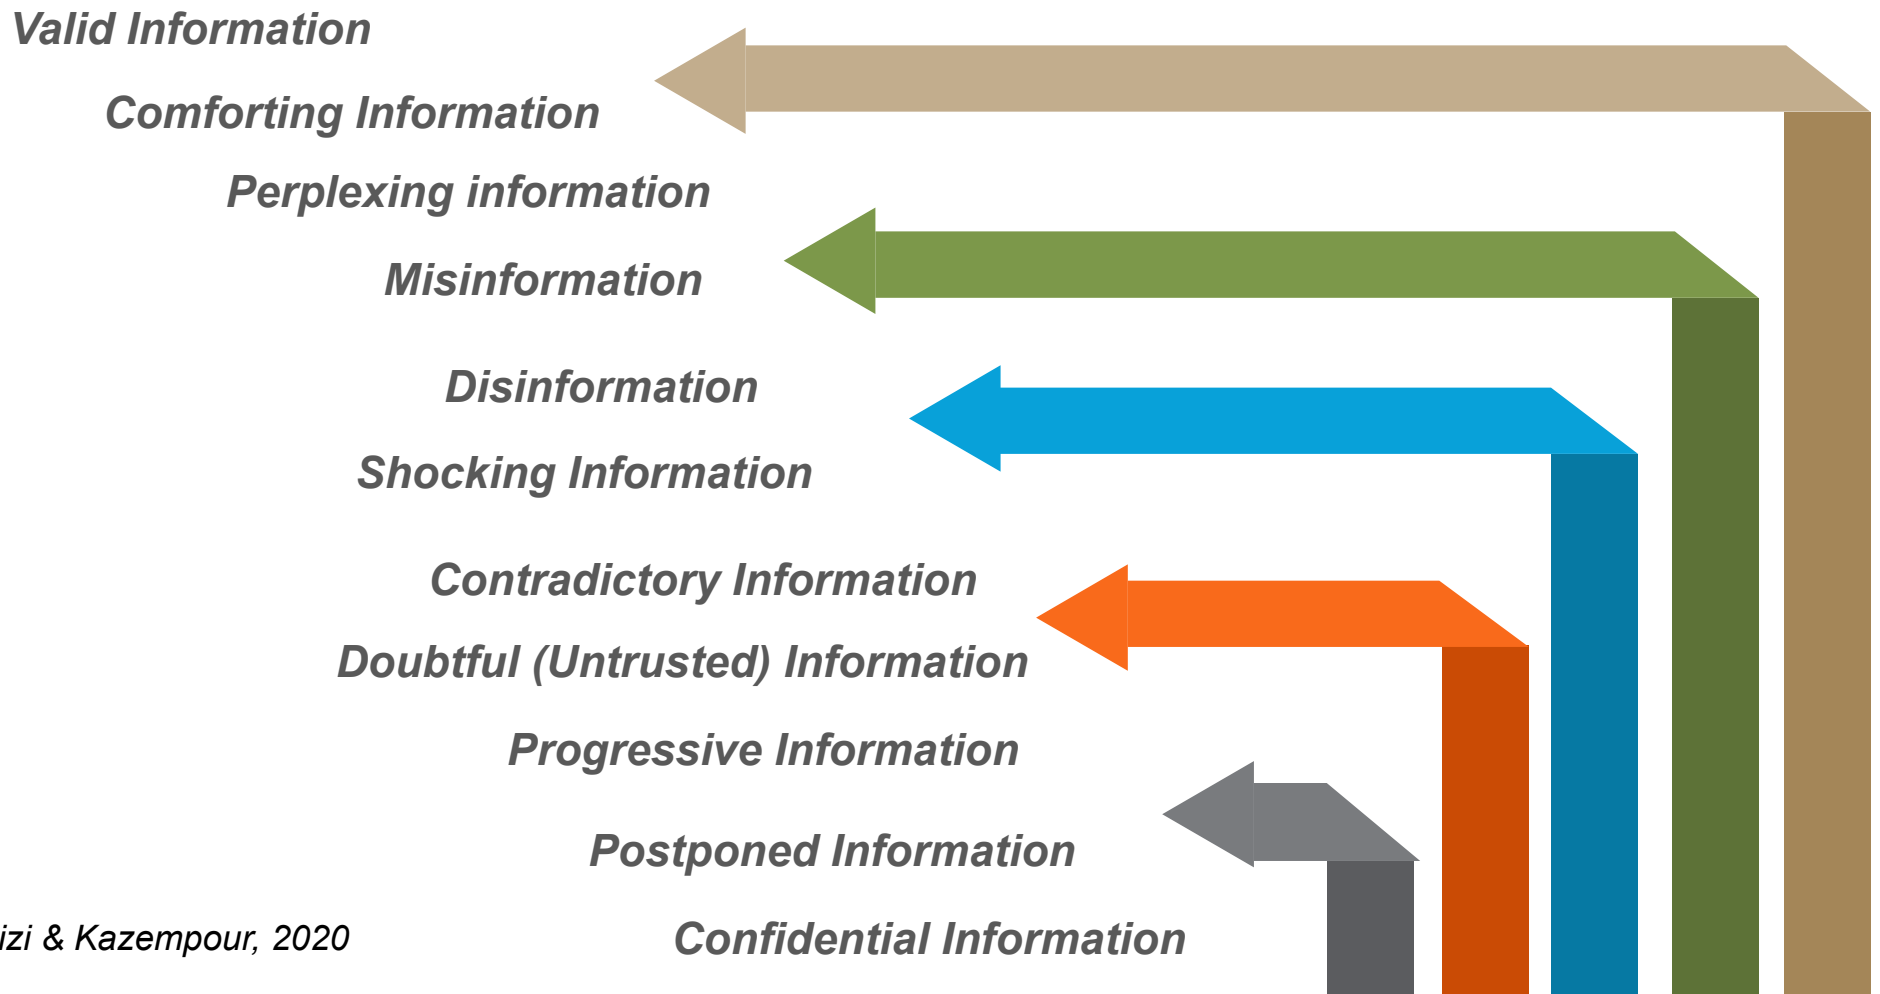 Valid Information
Comforting Information
Perplexing information
Misinformation
Disinformation
Shocking Information
Contradictory Information
Doubtful (Untrusted) Information
Progressive Information
Postponed Information
Confidential Information
& Kazempour, 2020